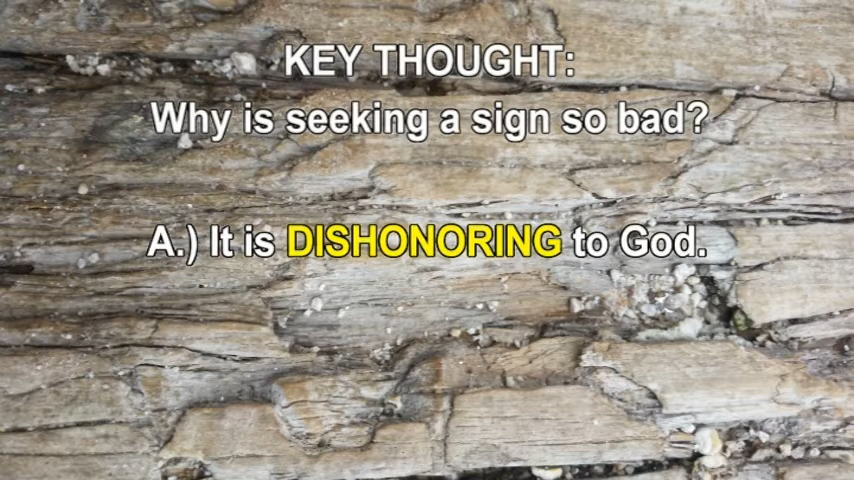 KEY THOUGHT:
Why is seeking a sign so bad?
A.) It is DISHONORING to God.